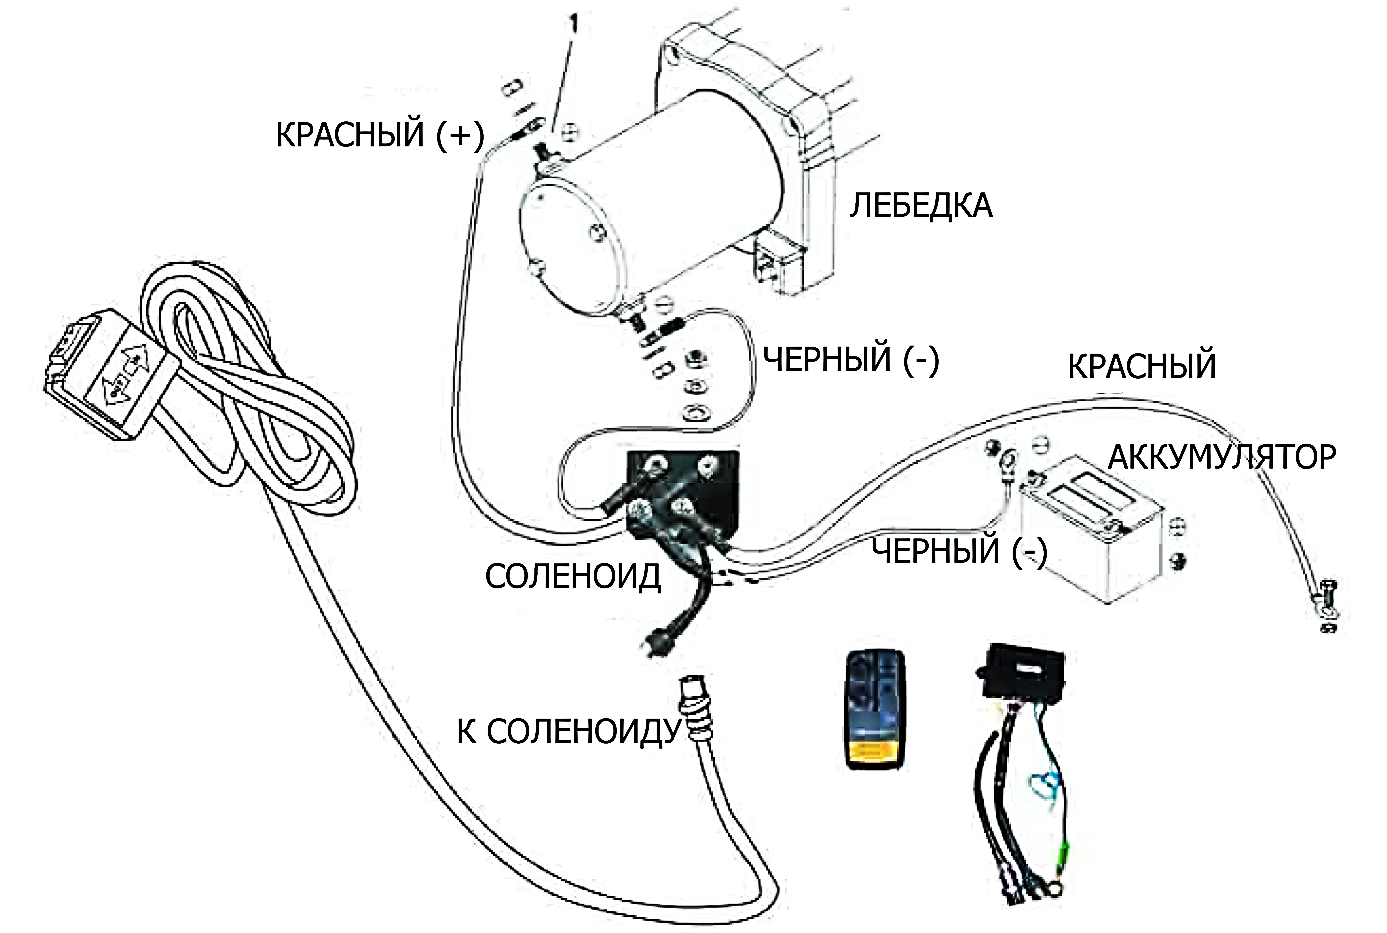 1
КРАСНЫЙ (+)
ЛЕБЕДКА
ЧЕРНЫЙ (-)
КРАСНЫЙ
АККУМУЛЯТОР
ЧЕРНЫЙ (-)
СОЛЕНОИД
К СОЛЕНОИДУ